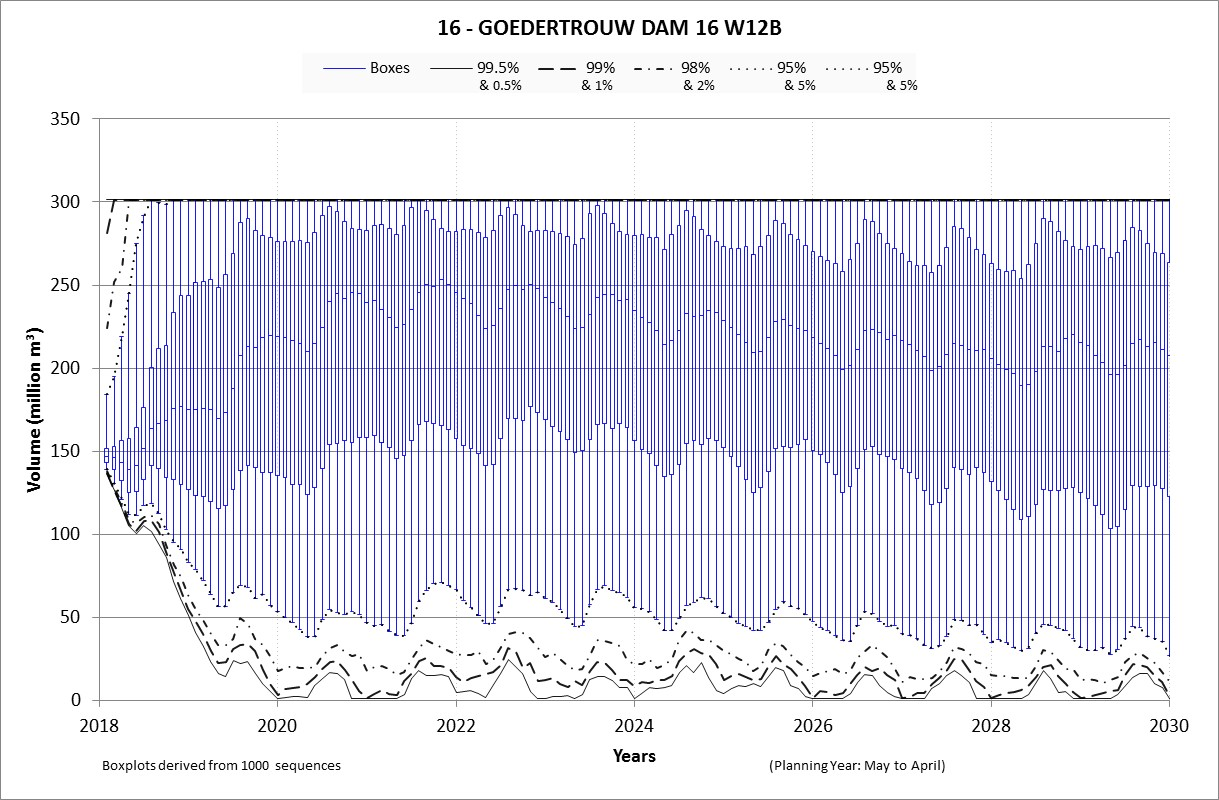 16 - GOEDERTROUW DAM 16 W12B
Boxes 99.5% 99% 98% 95% 95%
& 0.5% & 1% & 2% & 5% & 5%
350
300
250
200
150
100
50
0
Volume (million m³)
2018 2020 2022 2024 2026 2028 2030
Years
Boxplots derived from 1000 sequences
(Planning Year: May to April)